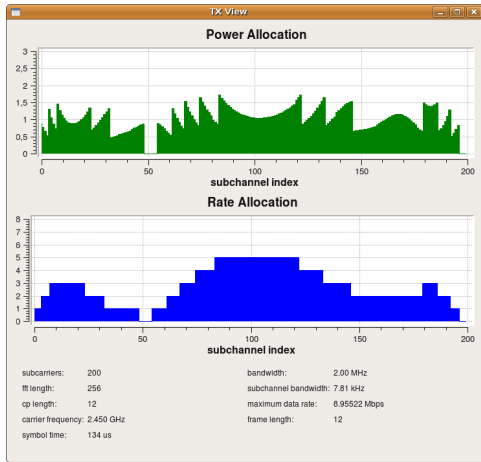 TX View
Power Allocation
3
2,5
2
1,5
1
0,5
0
0 50 100 150 200
subchannel index
Rate Allocation
8
7
6
5
4
3
2
1
0
0 50 100 150 200
subchannel index
subcarriers: 200 bandwidth: 2.00 MHz
fft length: 256 subchannel bandwidth: 7.81 kHz
cp length: 12 maximum data rate: 8.95522 Mbps
carrier frequency: 2.450 GHz frame length: 12
symbol time: 134 us